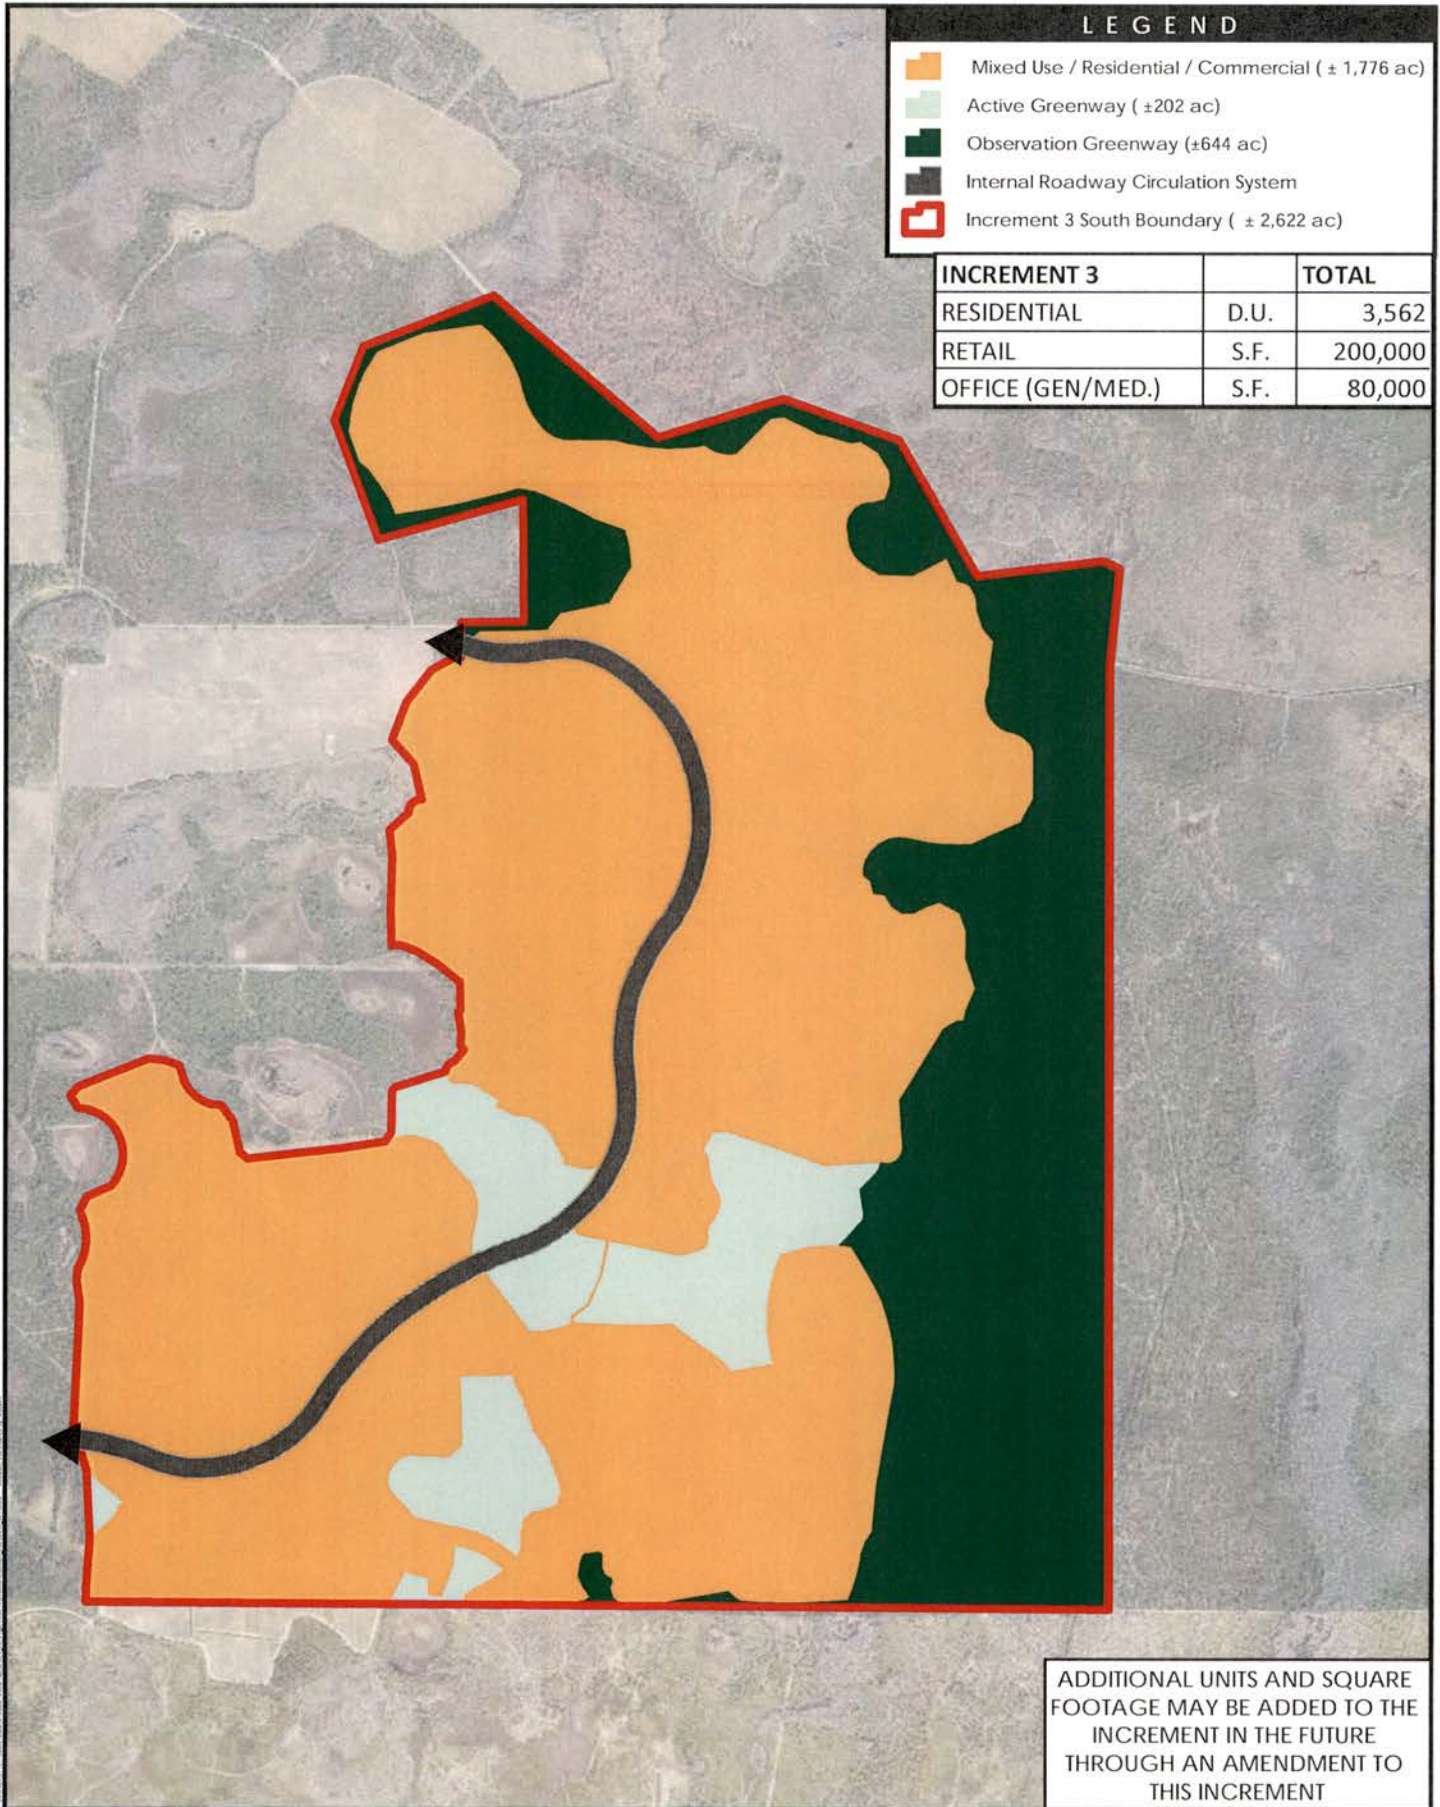 LEGEND
Mixed Use / Residential / Commercial ( ± 1,776 ac)
Active Greenway ( ±202 ac)
Observation Greenway (±644 ac)
Internal Roadway Circulation System
Increment 3 South Boundary ( ± 2,622 ac)
INCREMENT 3 TOTAL
RESIDENTIAL D.U. 3,562
RETAIL S.F. 200,000
OFFICE (GEN/MED.) S.F. 80,000
ADDITIONAL UNITS AND SQUARE
FOOTAGE MAY BE ADDED TO THE
INCREMENT IN THE FUTURE
THROUGH AN AMENDMENT TO
THIS INCREMENT